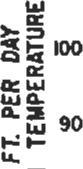 FT. PER DAY
TEMPERATURE
100
90